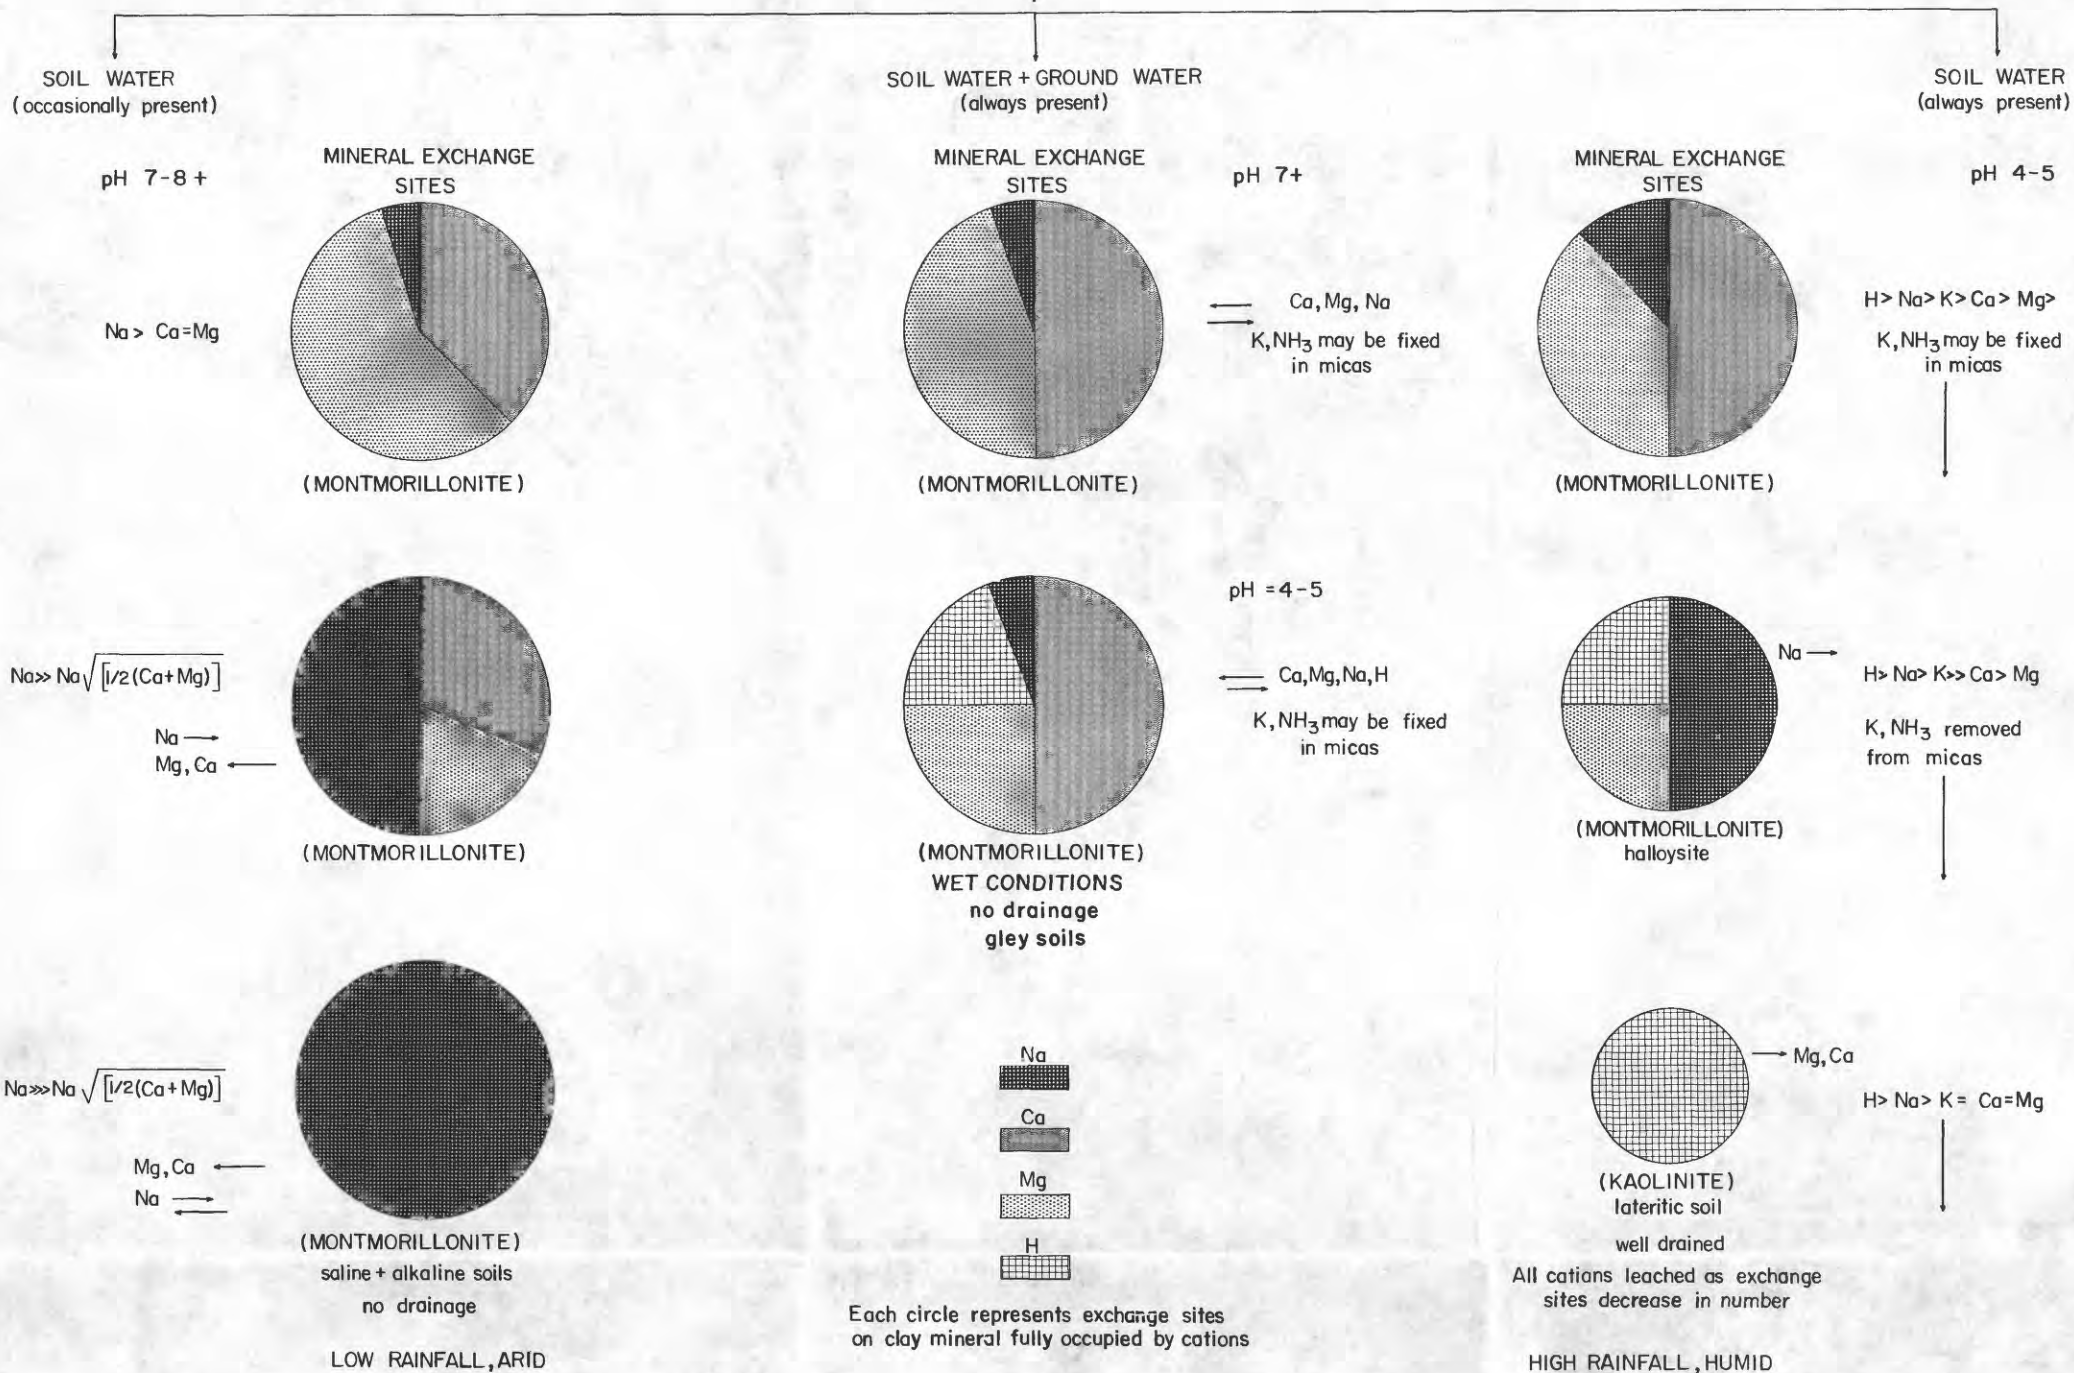 SOIL WATER
(occasionally present)
pH 7-8 +
MINERAL EXCHANGE
SITES
Na > Ca=Mg
(MONTMORILLONITE)
Na>> Na√[1/2(Ca+Mg)]
Na →
Mg, Ca ←
(MONTMORILLONITE)
Na>>>Na√[1/2(Ca+Mg)]
Mg, Ca ←
Na →
←
(MONTMORILLONITE)
saline + alkaline soils
no drainage
LOW RAINFALL, ARID
SOIL WATER + GROUND WATER
(always present)
MINERAL EXCHANGE
SITES
pH 7+
← Ca, Mg, Na
→
K, NH₃ may be fixed
in micas
(MONTMORILLONITE)
pH =4-5
← Ca,Mg,Na,H
→
K, NH₃ may be fixed
in micas
(MONTMORILLONITE)
WET CONDITIONS
no drainage
gley soils
Na
Ca
Mg
H
Each circle represents exchange sites
on clay mineral fully occupied by cations
SOIL WATER
(always present)
MINERAL EXCHANGE
SITES
pH 4-5
H> Na> K> Ca> Mg>
K, NH₃ may be fixed
in micas
(MONTMORILLONITE)
Na →
H> Na> K>> Ca> Mg
K, NH₃ removed
from micas
(MONTMORILLONITE)
halloysite
→ Mg, Ca
H> Na> K= Ca=Mg
(KAOLINITE)
lateritic soil
well drained
All cations leached as exchange
sites decrease in number
HIGH RAINFALL, HUMID